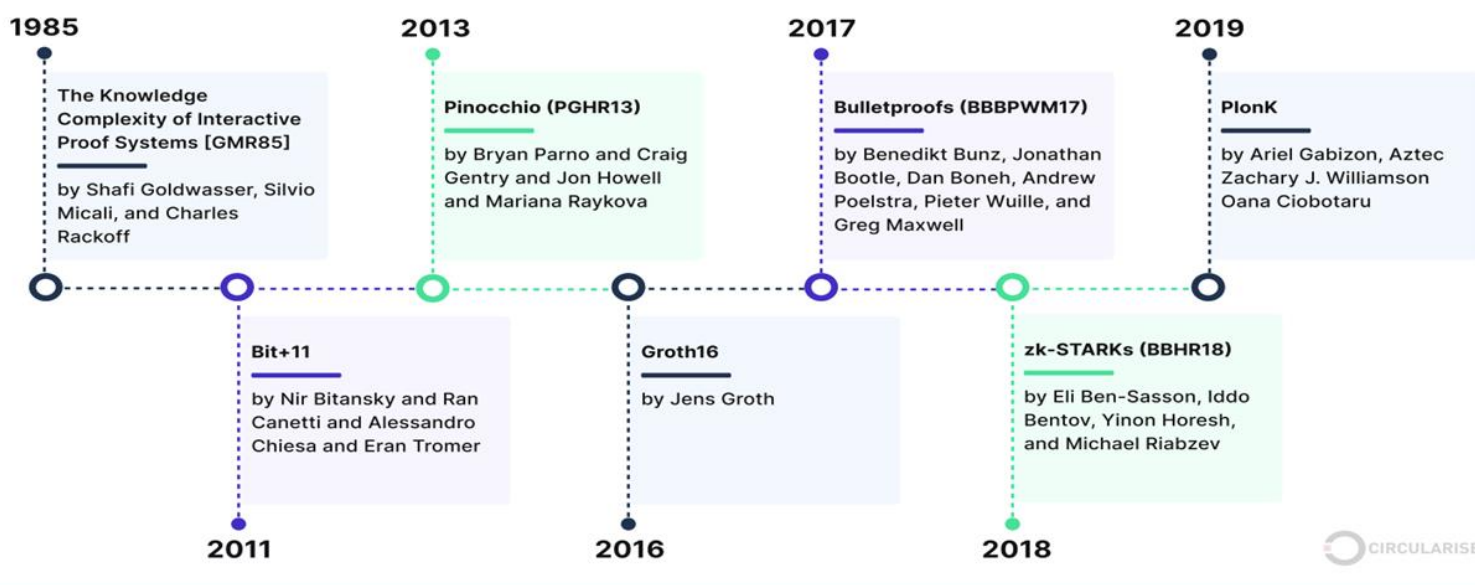 1985
The Knowledge
Complexity of Interactive
Proof Systems [GMR85]
by Shafi Goldwasser, Silvio
Micali, and Charles
Rackoff
2011
Bit+11
by Nir Bitansky and Ran
Canetti and Alessandro
Chiesa and Eran Tromer
2013
Pinocchio (PGHR13)
by Bryan Parno and Craig
Gentry and Jon Howell
and Mariana Raykova
2016
Groth16
by Jens Groth
2017
Bulletproofs (BBBPWM17)
by Benedikt Bunz, Jonathan
Bootle, Dan Boneh, Andrew
Poelstra, Pieter Wuille, and
Greg Maxwell
2018
zk-STARKs (BBHR18)
by Eli Ben-Sasson, Iddo
Bentov, Yinon Horesh,
and Michael Riabzev
2019
PlonK
by Ariel Gabizon, Aztec
Zachary J. Williamson
Oana Ciobotaru
CIRCULARISE